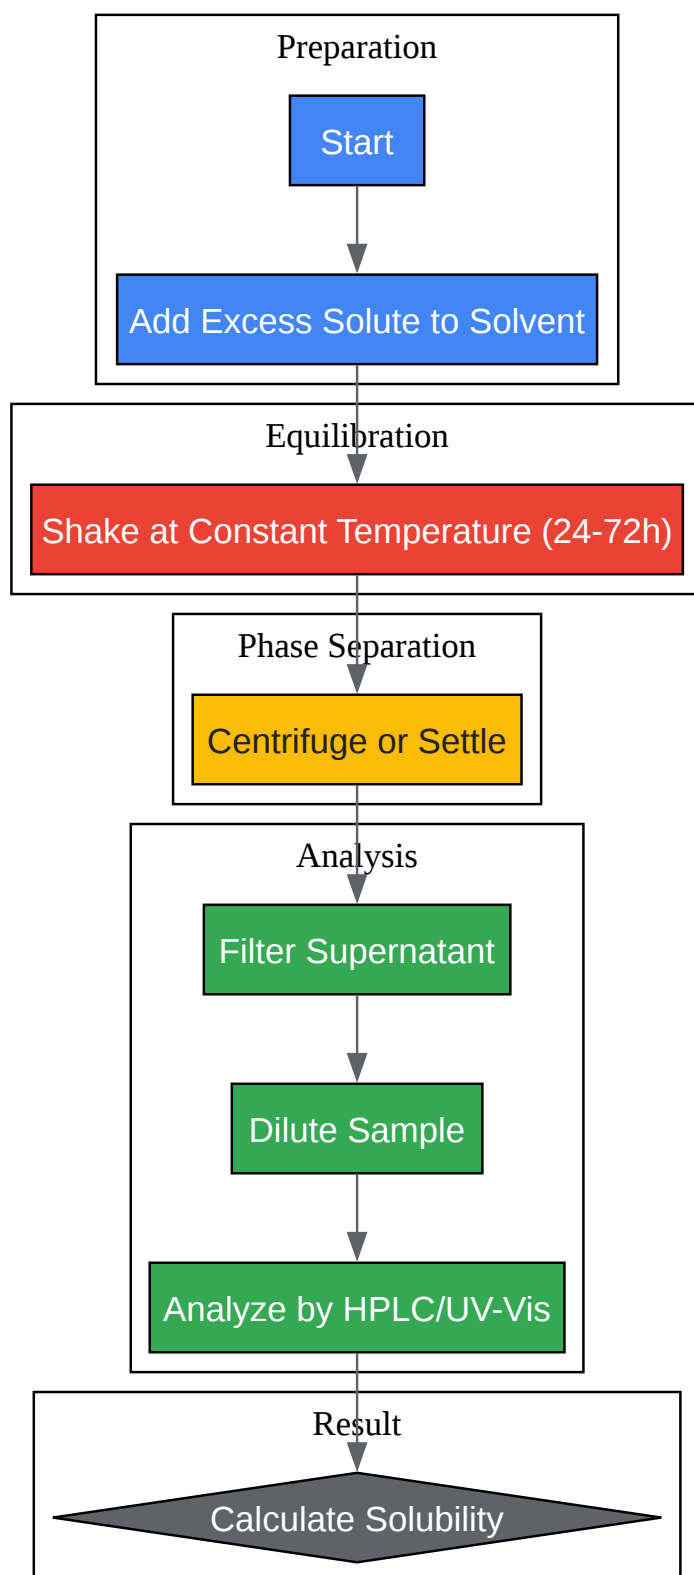 Preparation
Start
Add Excess Solute to Solvent
Equilibration
Shake at Constant Temperature (24-72h)
Phase Separation
Centrifuge or Settle
Analysis
Filter Supernatant
Dilute Sample
Analyze by HPLC/UV-Vis
Result
Calculate Solubility